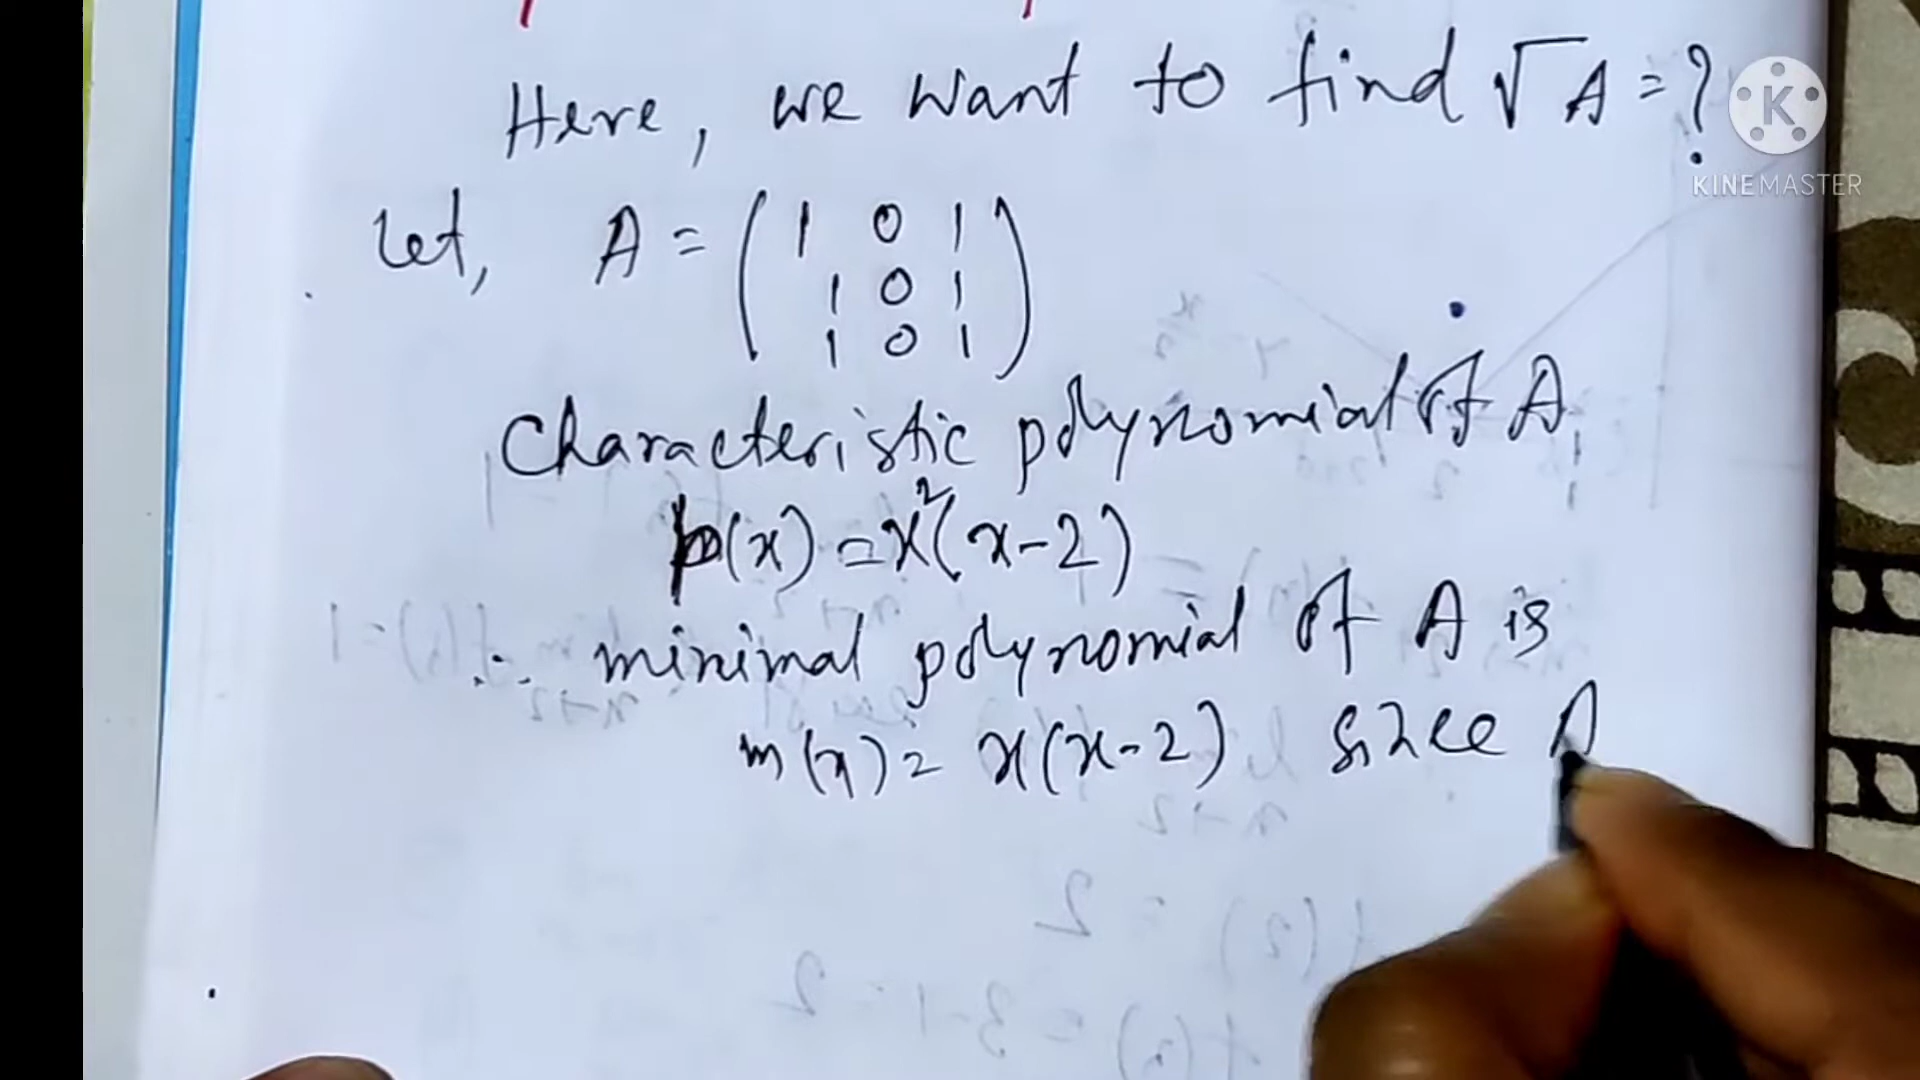 Here, we want to find √A = ?
K
KINEMASTER
Let, A = ( 1 0 1
1 0 1
1 0 1 )
Characteristic polynomial of A,
p(x) = x²(x-2)
∴ minimal polynomial of A is
m(x) = x(x-2) since A